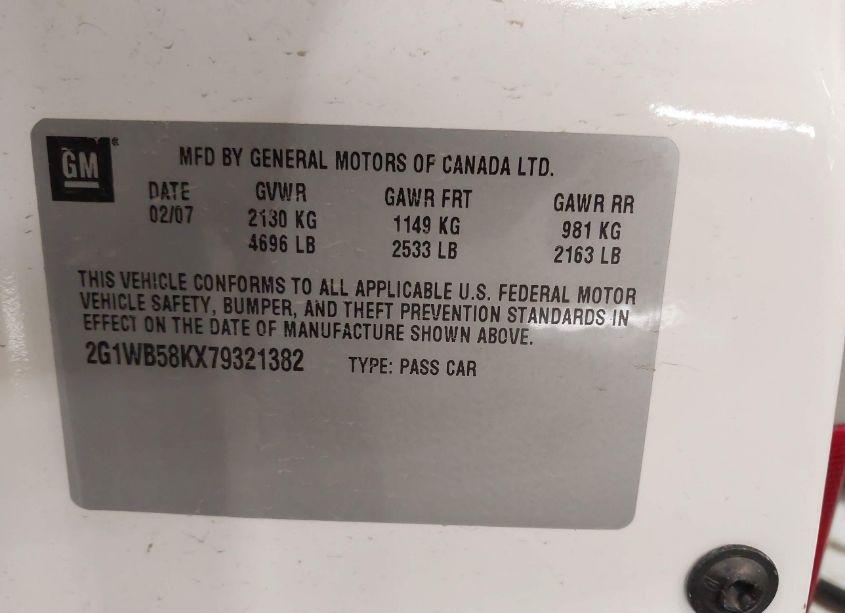 GM
MFD BY GENERAL MOTORS OF CANADA LTD.
DATE GVWR GAWR FRT GAWR RR
02/07 2130 KG 1149 KG 981 KG
4696 LB 2533 LB 2163 LB
THIS VEHICLE CONFORMS TO ALL APPLICABLE U.S. FEDERAL MOTOR
VEHICLE SAFETY, BUMPER, AND THEFT PREVENTION STANDARDS IN
EFFECT ON THE DATE OF MANUFACTURE SHOWN ABOVE.
2G1WB58KX79321382 TYPE: PASS CAR